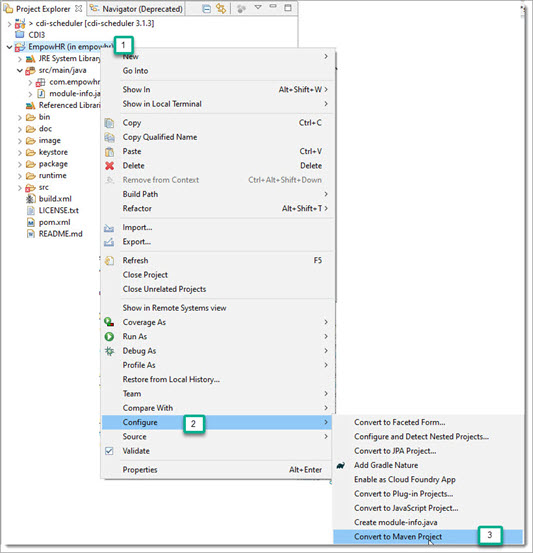 Project Explorer Navigator (Deprecated)
> cdi-scheduler [cdi-scheduler 3.1.3]
CDI3
EmpowHR (in empowhr)
1
JRE System Library
src/main/java
com.empowhr
module-info.ja
Referenced Librari
bin
doc
image
keystore
package
runtime
src
build.xml
LICENSE.txt
pom.xml
README.md
New
Go Into
Show In Alt+Shift+W >
Show in Local Terminal >
Copy Ctrl+C
Copy Qualified Name
Paste Ctrl+V
Delete Delete
Remove from Context Ctrl+Alt+Shift+Down
Build Path >
Refactor Alt+Shift+T >
Import...
Export...
Refresh F5
Close Project
Close Unrelated Projects
Show in Remote Systems view
Coverage As >
Run As >
Debug As >
Profile As >
Restore from Local History...
Team >
Compare With >
Configure 2 >
Source >
Validate
Properties Alt+Enter
Convert to Faceted Form...
Configure and Detect Nested Projects...
Convert to JPA Project...
Add Gradle Nature
Enable as Cloud Foundry App
Convert to Plug-in Projects...
Convert to JavaScript Project...
Create module-info.java
Convert to Maven Project 3